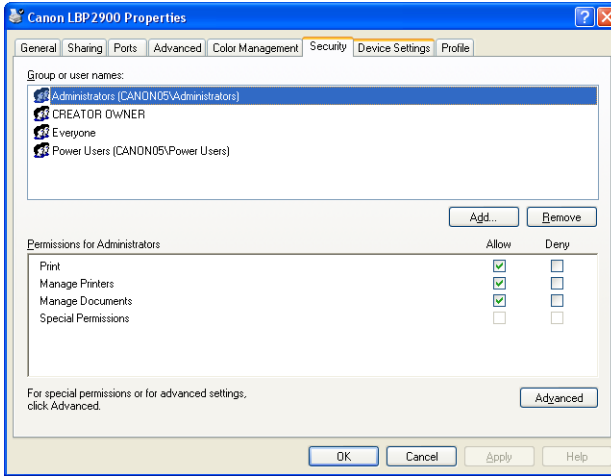 Canon LBP2900 Properties
General Sharing Ports Advanced Color Management Security Device Settings Profile
Group or user names:
Administrators (CANON05\Administrators)
CREATOR OWNER
Everyone
Power Users (CANON05\Power Users)
Add... Remove
Permissions for Administrators Allow Deny
Print
Manage Printers
Manage Documents
Special Permissions
For special permissions or for advanced settings,
click Advanced.
Advanced
OK Cancel Apply Help